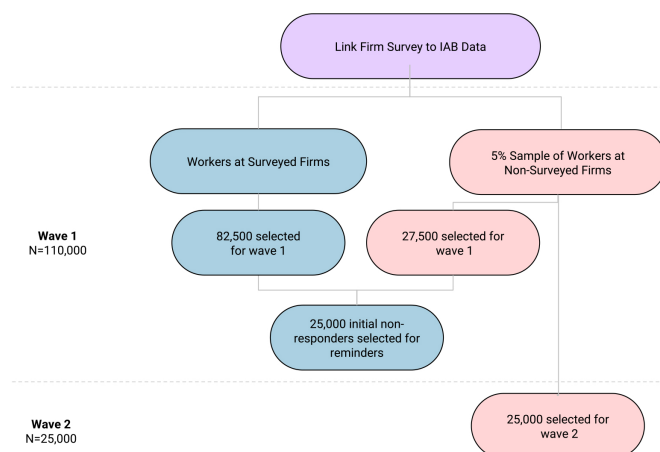 Link Firm Survey to IAB Data
Workers at Surveyed Firms
5% Sample of Workers at
Non-Surveyed Firms
Wave 1
N=110,000
82,500 selected
for wave 1
27,500 selected for
wave 1
25,000 initial non-
responders selected for
reminders
Wave 2
N=25,000
25,000 selected for
wave 2